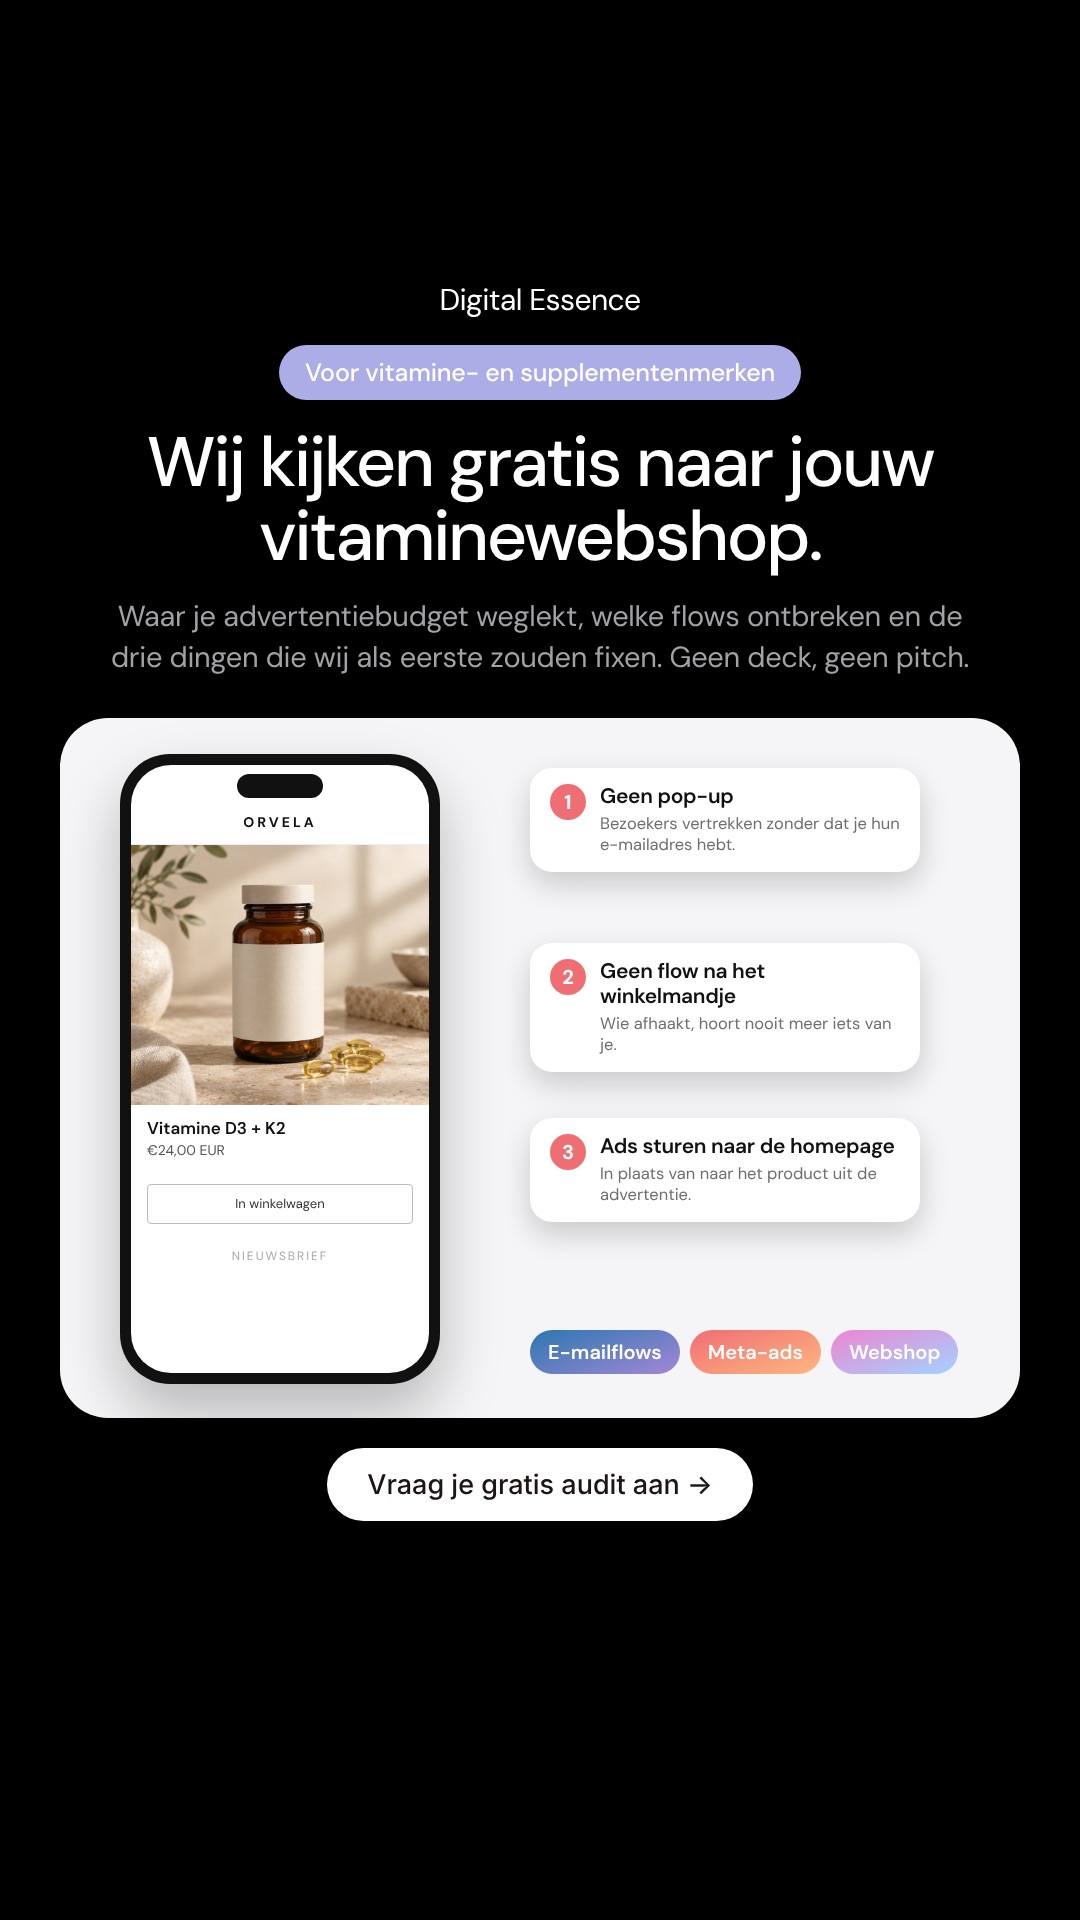 Digital Essence
Voor vitamine- en supplementenmerken
Wij kijken gratis naar jouw
vitaminewebshop.
Waar je advertentiebudget weglekt, welke flows ontbreken en de
drie dingen die wij als eerste zouden fixen. Geen deck, geen pitch.
ORVELA
Vitamine D3 + K2
€24,00 EUR
In winkelwagen
NIEUWSBRIEF
1
Geen pop-up
Bezoekers vertrekken zonder dat je hun
e-mailadres hebt.
2
Geen flow na het
winkelmandje
Wie afhaakt, hoort nooit meer iets van
je.
3
Ads sturen naar de homepage
In plaats van naar het product uit de
advertentie.
E-mailflows
Meta-ads
Webshop
Vraag je gratis audit aan →